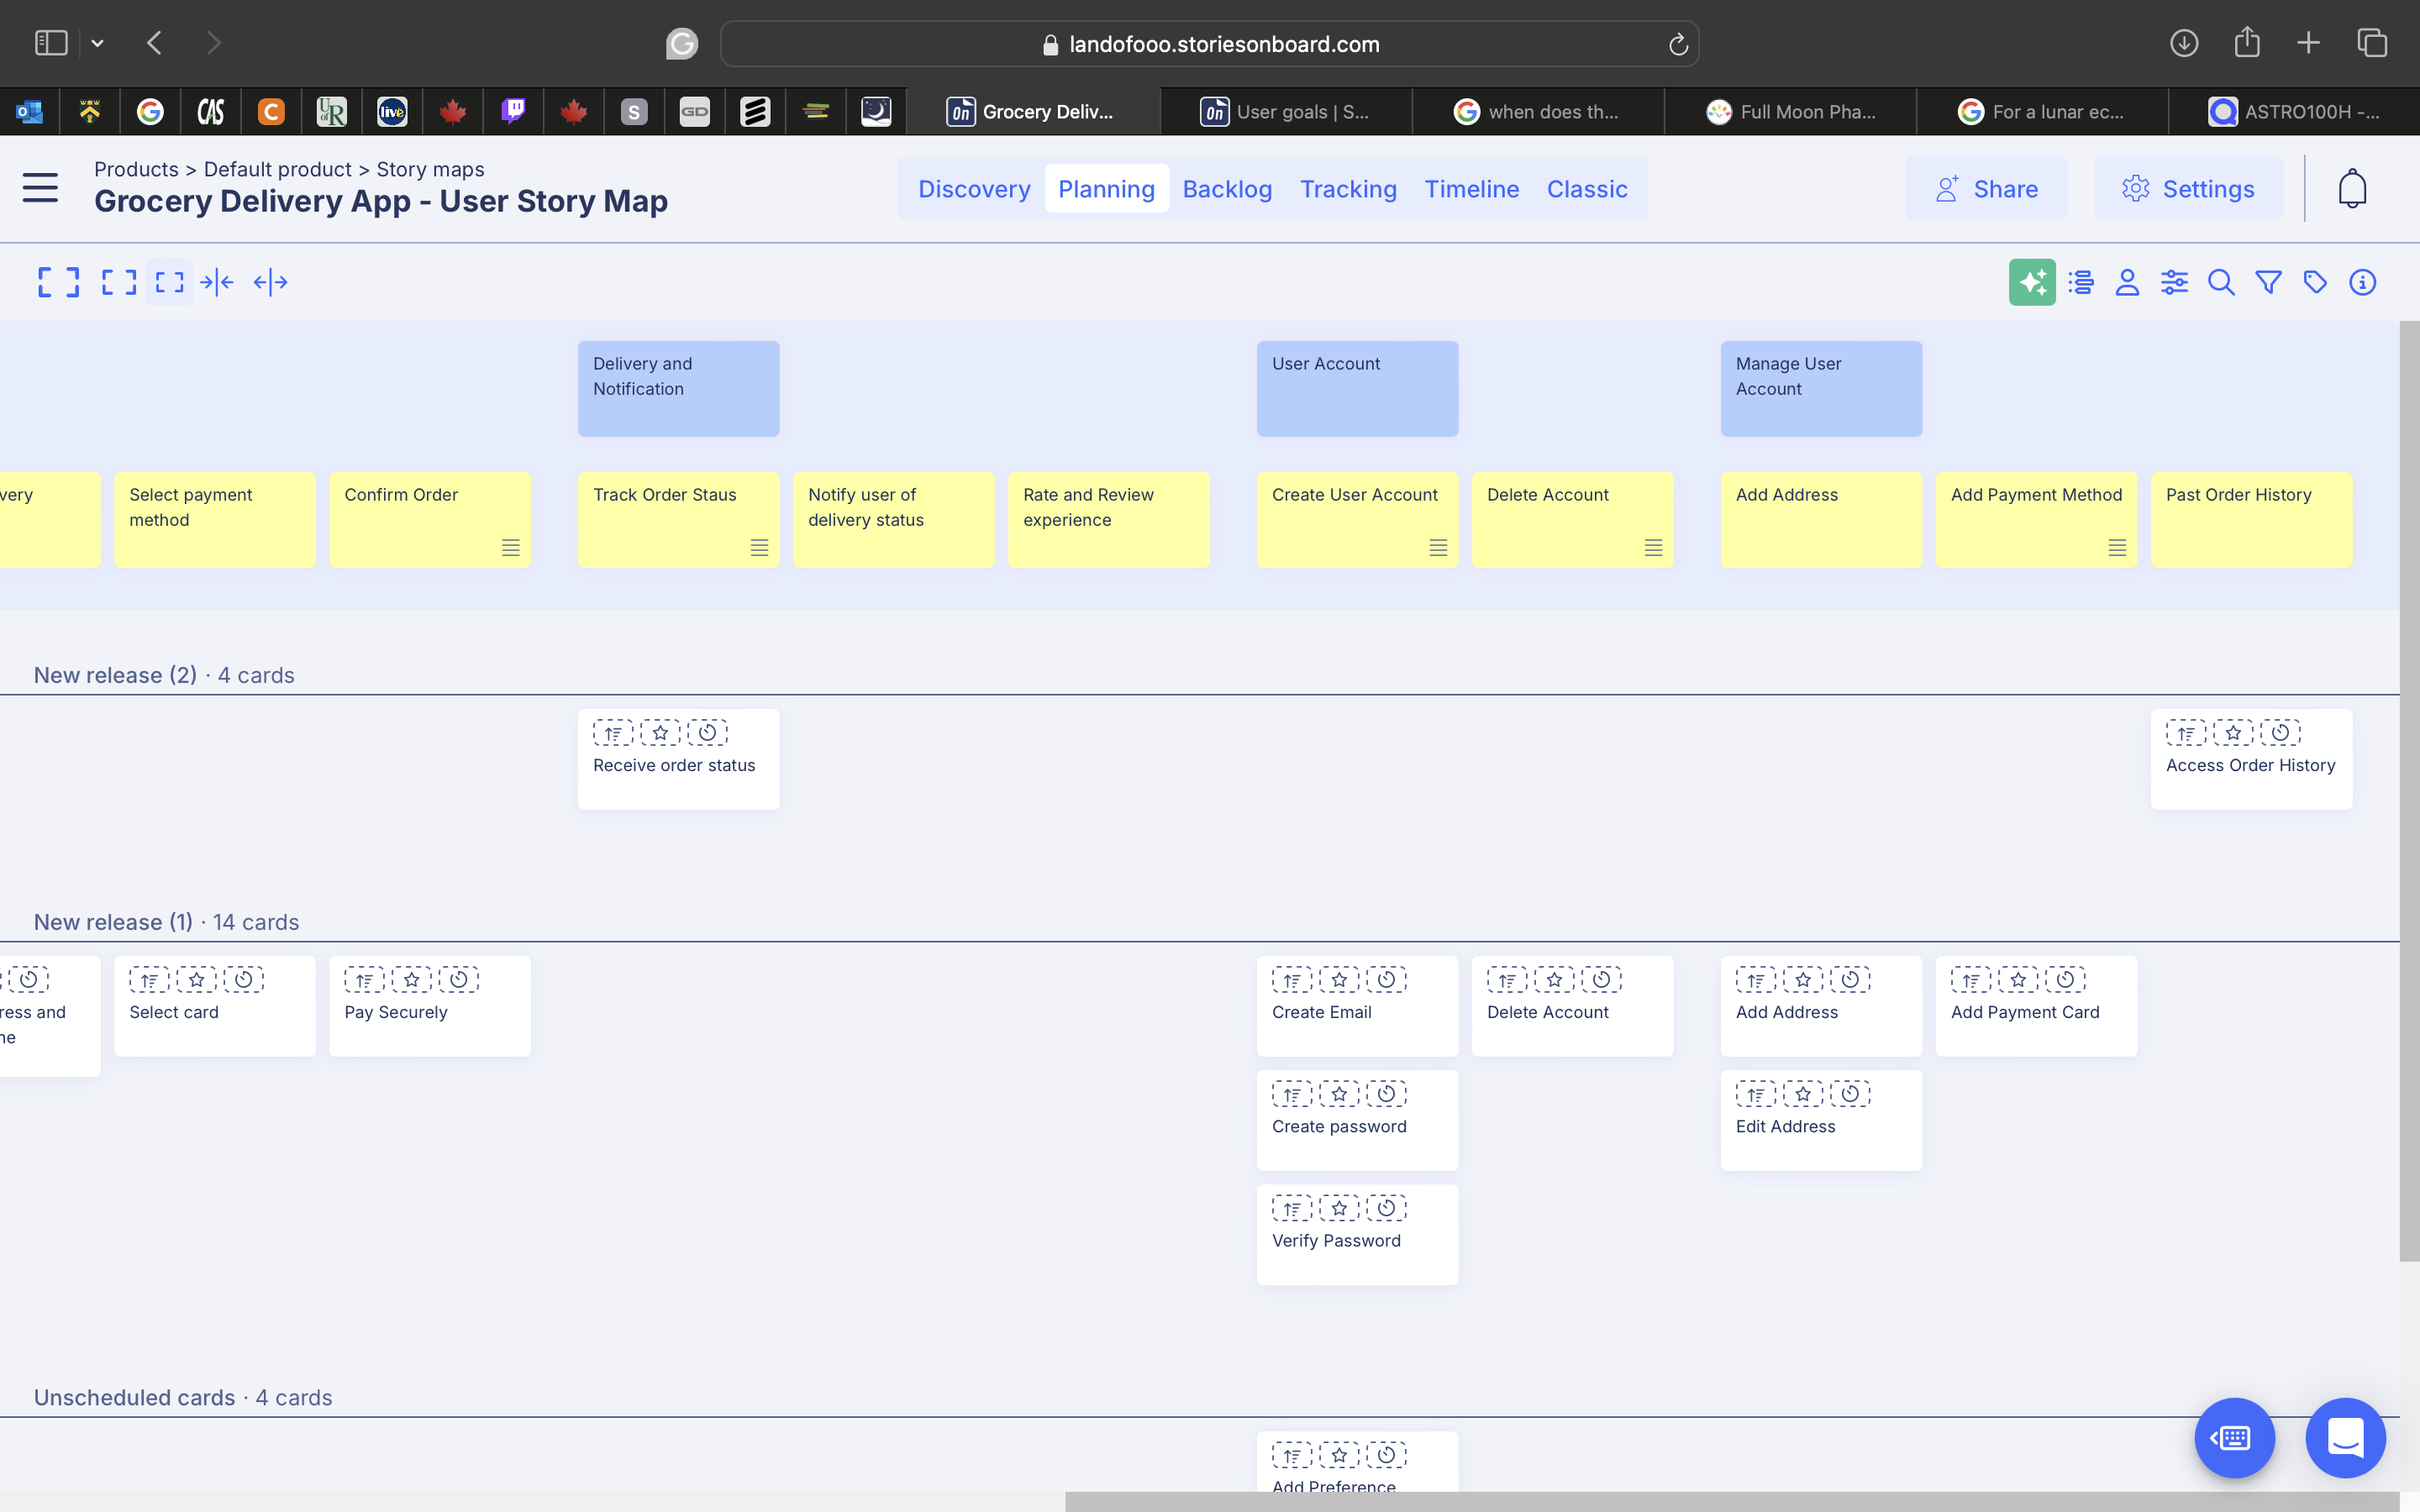 landofooo.storiesonboard.com
CAS
C
UofR
live
S
GD
Grocery Deliv...
User goals | S...
when does th...
Full Moon Pha...
For a lunar ec...
ASTRO100H -...
Products > Default product > Story maps
Grocery Delivery App - User Story Map
Discovery
Planning
Backlog
Tracking
Timeline
Classic
Share
Settings
Delivery and
Notification
User Account
Manage User
Account
very
Select payment
method
Confirm Order
Track Order Staus
Notify user of
delivery status
Rate and Review
experience
Create User Account
Delete Account
Add Address
Add Payment Method
Past Order History
New release (2) · 4 cards
Receive order status
Access Order History
New release (1) · 14 cards
ress and
ne
Select card
Pay Securely
Create Email
Delete Account
Add Address
Add Payment Card
Create password
Edit Address
Verify Password
Unscheduled cards · 4 cards
Add Preference